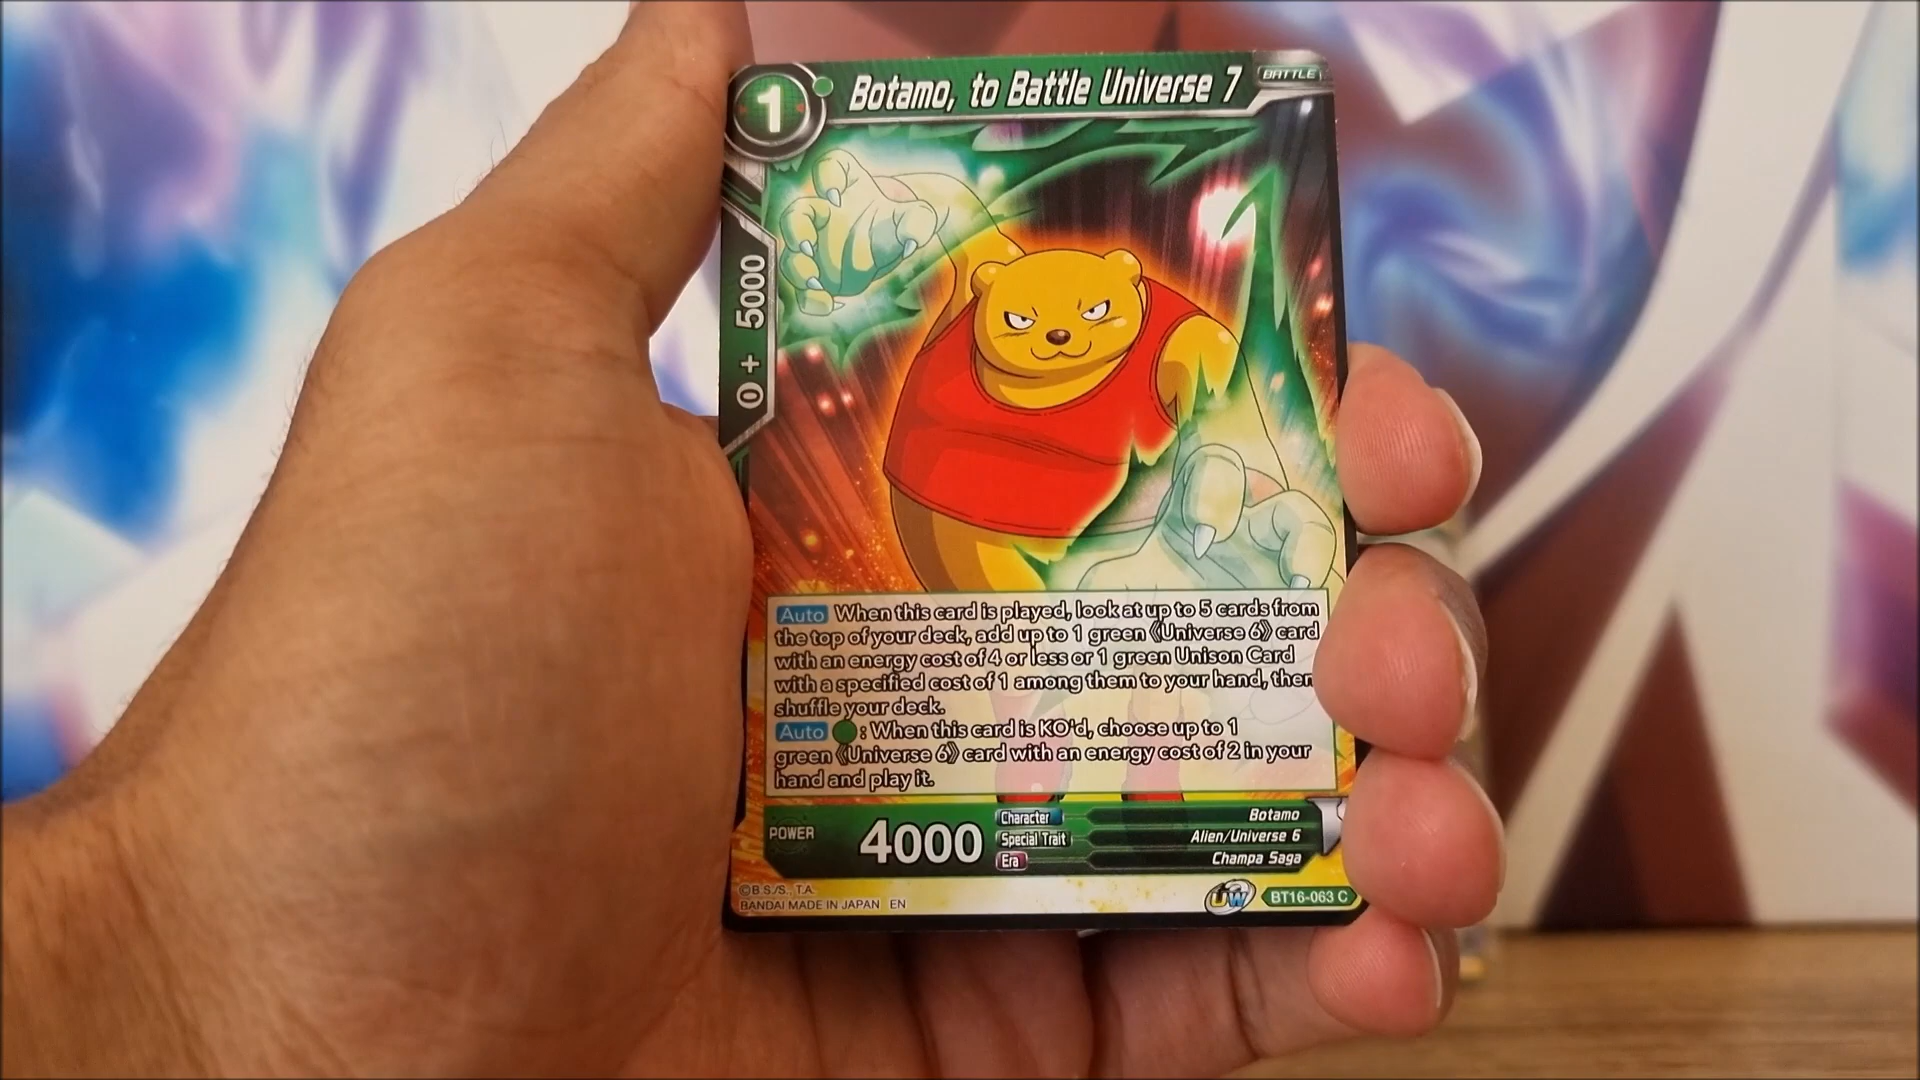 1
Botamo, to Battle Universe 7
BATTLE
0 + 5000
Auto When this card is played, look at up to 5 cards from
the top of your deck, add up to 1 green 《Universe 6》 card
with an energy cost of 4 or less or 1 green Unison Card
with a specified cost of 1 among them to your hand, then
shuffle your deck.
Auto : When this card is KO'd, choose up to 1
green 《Universe 6》 card with an energy cost of 2 in your
hand and play it.
POWER 4000
Character Botamo
Special Trait Alien/Universe 6
Era Champa Saga
©B.S./S., T.A.
BANDAI MADE IN JAPAN EN
UW BT16-063 C